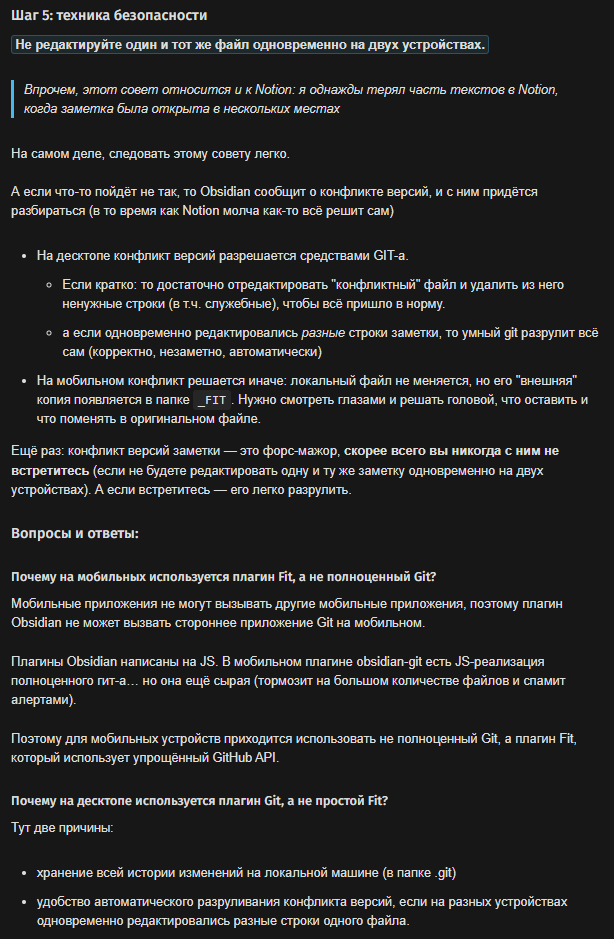 Шаг 5: техника безопасности
Не редактируйте один и тот же файл одновременно на двух устройствах.
Впрочем, этот совет относится и к Notion: я однажды терял часть текстов в Notion,
когда заметка была открыта в нескольких местах
На самом деле, следовать этому совету легко.
А если что-то пойдёт не так, то Obsidian сообщит о конфликте версий, и с ним придётся
разбираться (в то время как Notion молча как-то всё решит сам)
• На десктопе конфликт версий разрешается средствами GIT-а.
◦ Если кратко: то достаточно отредактировать "конфликтный" файл и удалить из него
ненужные строки (в т.ч. служебные), чтобы всё пришло в норму.
◦ а если одновременно редактировались разные строки заметки, то умный git разрулит всё
сам (корректно, незаметно, автоматически)
• На мобильном конфликт решается иначе: локальный файл не меняется, но его "внешняя"
копия появляется в папке _FIT. Нужно смотреть глазами и решать головой, что оставить и
что поменять в оригинальном файле.
Ещё раз: конфликт версий заметки — это форс-мажор, скорее всего вы никогда с ним не
встретитесь (если не будете редактировать одну и ту же заметку одновременно на двух
устройствах). А если встретитесь — его легко разрулить.
Вопросы и ответы:
Почему на мобильных используется плагин Fit, а не полноценный Git?
Мобильные приложения не могут вызывать другие мобильные приложения, поэтому плагин
Obsidian не может вызвать стороннее приложение Git на мобильном.
Плагины Obsidian написаны на JS. В мобильном плагине obsidian-git есть JS-реализация
полноценного гит-а… но она ещё сырая (тормозит на большом количестве файлов и спамит
алертами).
Поэтому для мобильных устройств приходится использовать не полноценный Git, а плагин Fit,
который использует упрощённый GitHub API.
Почему на десктопе используется плагин Git, а не простой Fit?
Тут две причины:
• хранение всей истории изменений на локальной машине (в папке .git)
• удобство автоматического разруливания конфликта версий, если на разных устройствах
одновременно редактировались разные строки одного файла.